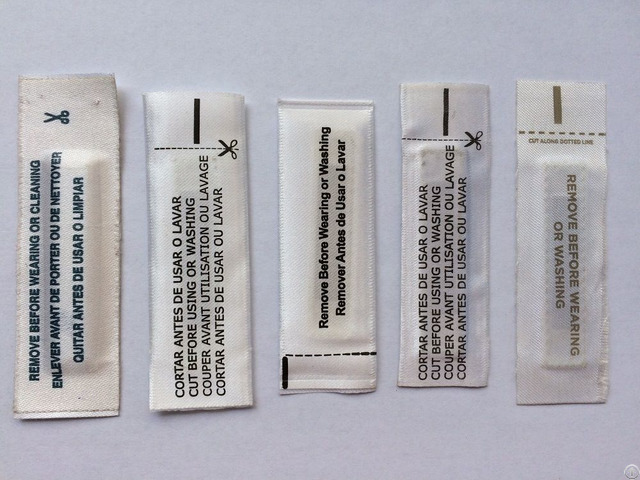 REMOVE BEFORE WEARING OR CLEANING
ENLEVER AVANT DE PORTER OU DE NETTOYER
QUITAR ANTES DE USAR O LIMPIAR
CORTAR ANTES DE USAR O LAVAR
CUT BEFORE USING OR WASHING
COUPER AVANT UTILISATION OU LAVAGE
CORTAR ANTES DE USAR OU LAVAR
Remove Before Wearing or Washing
Remover Antes de Usar o Lavar
CORTAR ANTES DE USAR O LAVAR
CUT BEFORE USING OR WASHING
COUPER AVANT UTILISATION OU LAVAGE
CORTAR ANTES DE USAR OU LAVAR
CUT ALONG DOTTED LINE
REMOVE BEFORE WEARING
OR WASHING